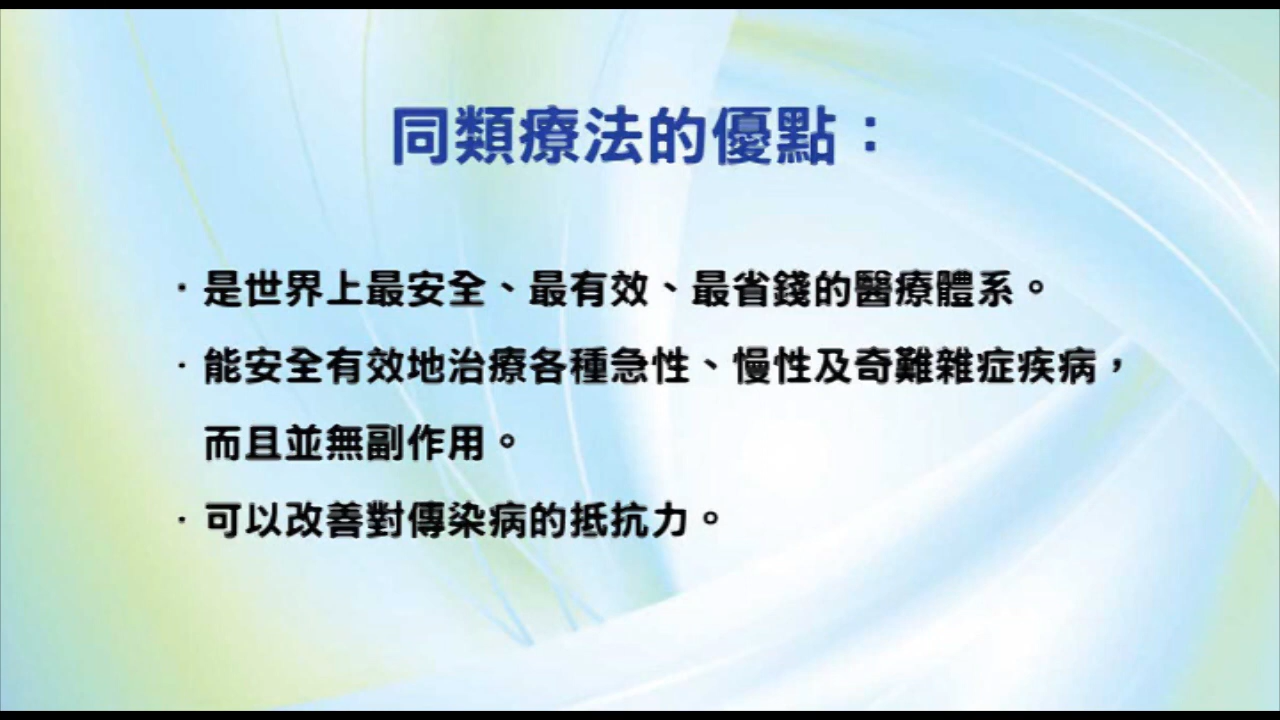 同類療法的優點：
·是世界上最安全、最有效、最省錢的醫療體系。
·能安全有效地治療各種急性、慢性及奇難雜症疾病，
而且並無副作用。
·可以改善對傳染病的抵抗力。